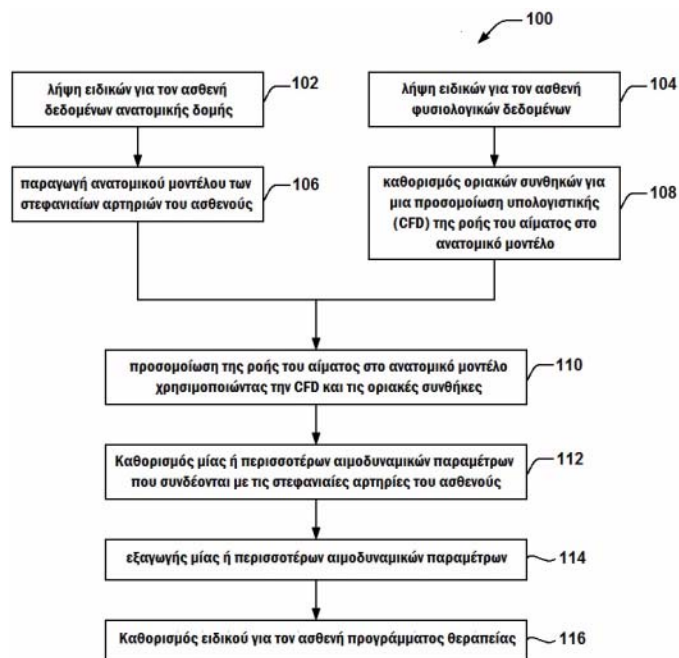 100
λήψη ειδικών για τον ασθενή
δεδομένων ανατομικής δομής
102
λήψη ειδικών για τον ασθενή
φυσιολογικών δεδομένων
104
παραγωγή ανατομικού μοντέλου των
στεφανιαίων αρτηριών του ασθενούς
106
καθορισμός οριακών συνθηκών για
μια προσομοίωση υπολογιστικής
(CFD) της ροής του αίματος στο
ανατομικό μοντέλο
108
προσομοίωση της ροής του αίματος στο ανατομικό μοντέλο
χρησιμοποιώντας την CFD και τις οριακές συνθήκες
110
Καθορισμός μίας ή περισσοτέρων αιμοδυναμικών παραμέτρων
που συνδέονται με τις στεφανιαίες αρτηρίες του ασθενούς
112
εξαγωγής μίας ή περισσοτέρων αιμοδυναμικών παραμέτρων
114
Καθορισμός ειδικού για τον ασθενή προγράμματος θεραπείας
116